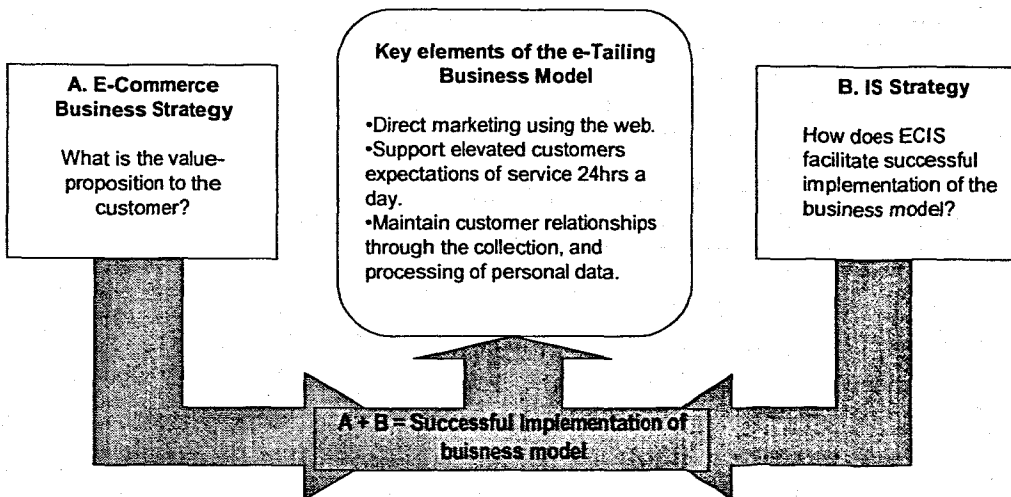 A. E-Commerce
Business Strategy
What is the value-
proposition to the
customer?
Key elements of the e-Tailing
Business Model
•Direct marketing using the web.
•Support elevated customers
expectations of service 24hrs a
day.
•Maintain customer relationships
through the collection, and
processing of personal data.
B. IS Strategy
How does ECIS
facilitate successful
implementation of the
business model?
A + B = Successful Implementation of
buisness model